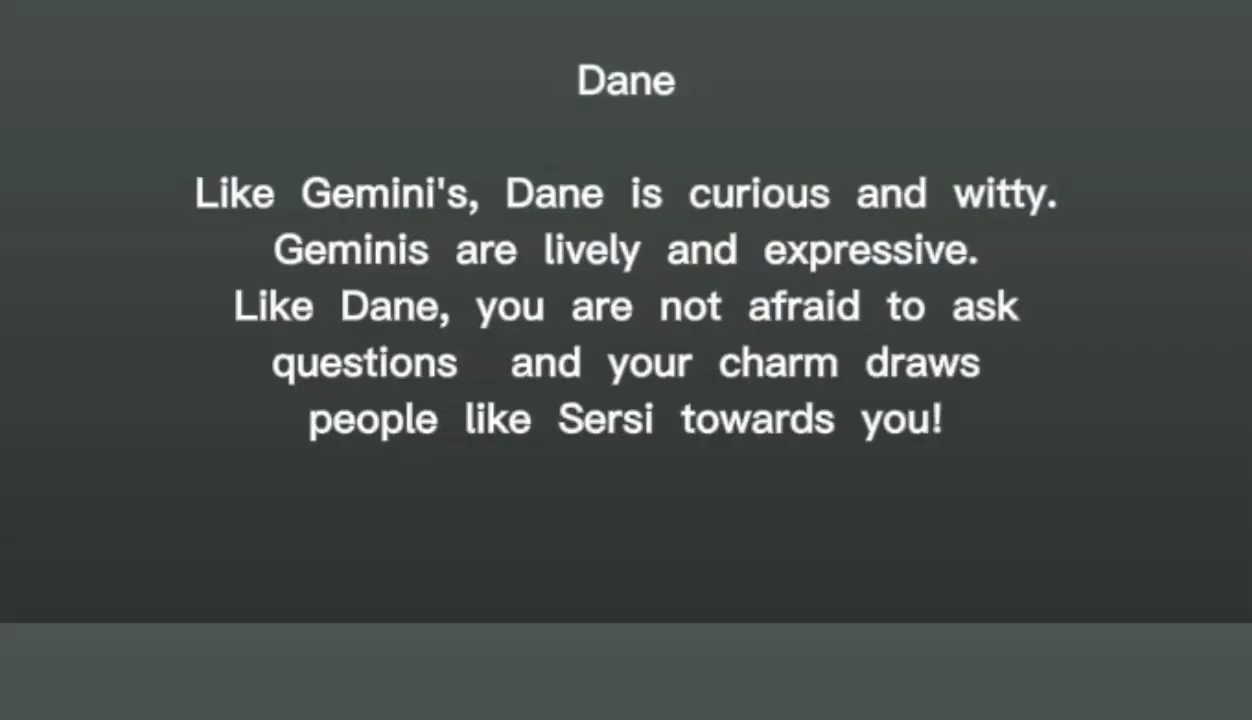 Dane
Like Gemini's, Dane is curious and witty.
Geminis are lively and expressive.
Like Dane, you are not afraid to ask
questions and your charm draws
people like Sersi towards you!